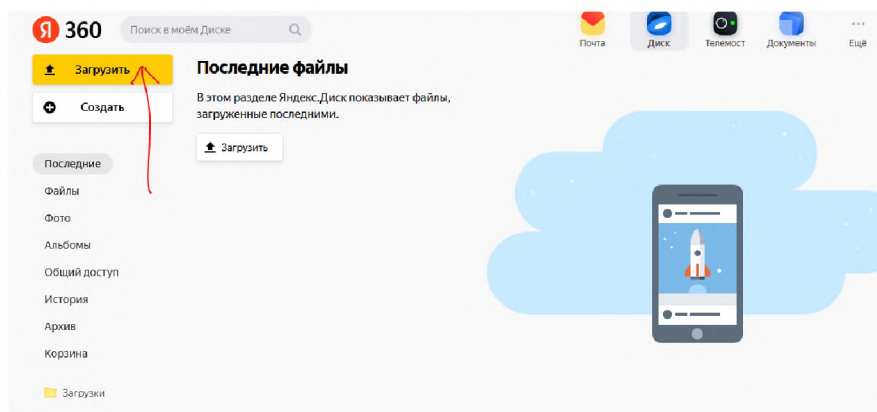 Я 360
Поиск в моём Диске
Почта
Диск
Телемост
Документы
Ещё
Загрузить
Создать
Последние файлы
В этом разделе Яндекс.Диск показывает файлы,
загруженные последними.
Загрузить
Последние
Файлы
Фото
Альбомы
Общий доступ
История
Архив
Корзина
Загрузки